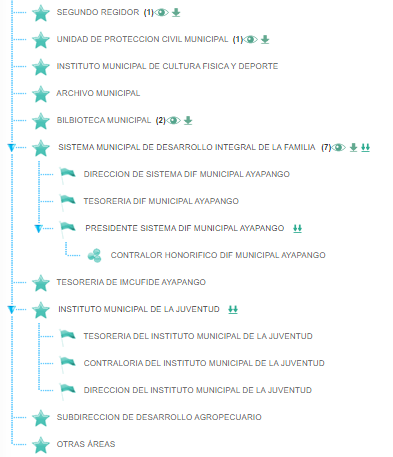 SEGUNDO REGIDOR (1)
UNIDAD DE PROTECCION CIVIL MUNICIPAL (1)
INSTITUTO MUNICIPAL DE CULTURA FISICA Y DEPORTE
ARCHIVO MUNICIPAL
BILBIOTECA MUNICIPAL (2)
SISTEMA MUNICIPAL DE DESARROLLO INTEGRAL DE LA FAMILIA (7)
DIRECCION DE SISTEMA DIF MUNICIPAL AYAPANGO
TESORERIA DIF MUNICIPAL AYAPANGO
PRESIDENTE SISTEMA DIF MUNICIPAL AYAPANGO
CONTRALOR HONORIFICO DIF MUNICIPAL AYAPANGO
TESORERIA DE IMCUFIDE AYAPANGO
INSTITUTO MUNICIPAL DE LA JUVENTUD
TESORERIA DEL INSTITUTO MUNICIPAL DE LA JUVENTUD
CONTRALORIA DEL INSTITUTO MUNICIPAL DE LA JUVENTUD
DIRECCION DEL INSTITUTO MUNICIPAL DE LA JUVENTUD
SUBDIRECCION DE DESARROLLO AGROPECUARIO
OTRAS ÁREAS